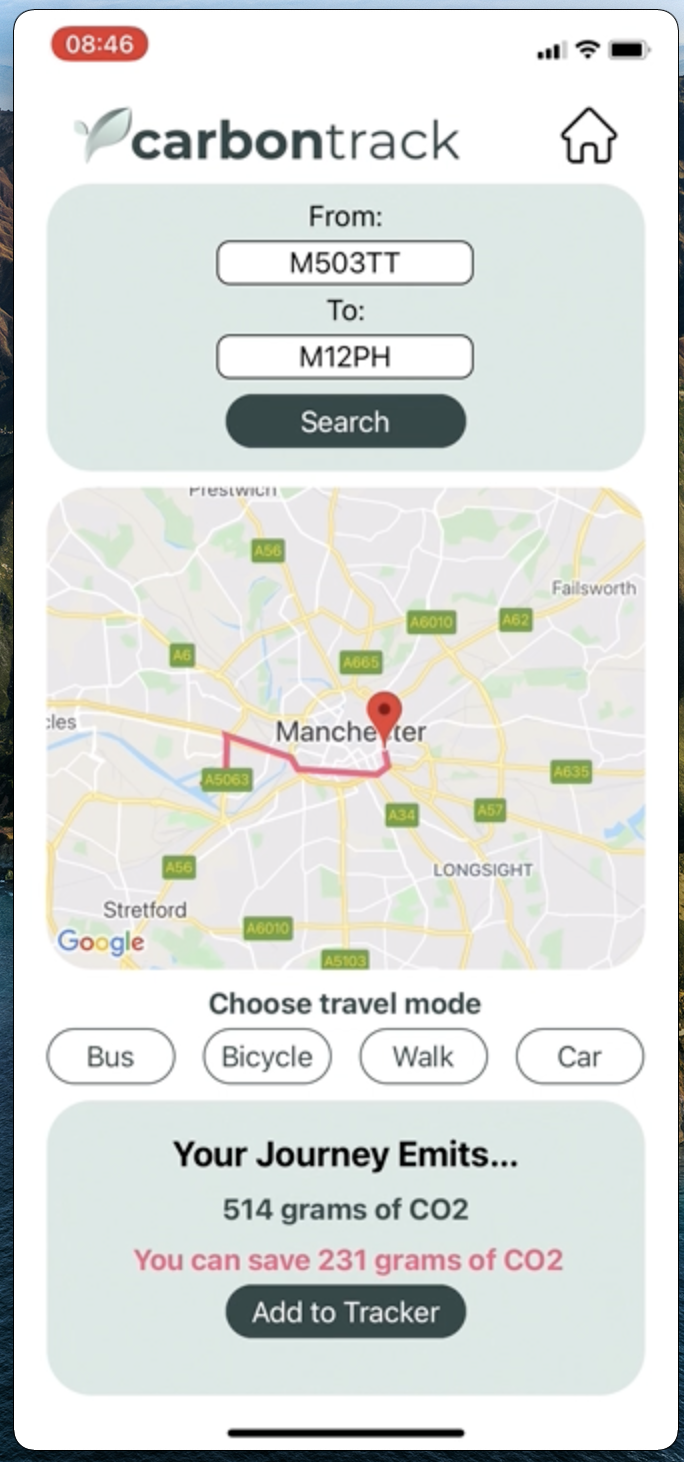 08:46
carbontrack
From:
M503TT
To:
M12PH
Search
Prestwich
A56
Failsworth
A6010
A62
A6
A665
cles
Manchester
A5063
A635
A34
A57
A56
LONGSIGHT
Stretford
A6010
Google
A5103
Choose travel mode
Bus Bicycle Walk Car
Your Journey Emits...
514 grams of CO2
You can save 231 grams of CO2
Add to Tracker